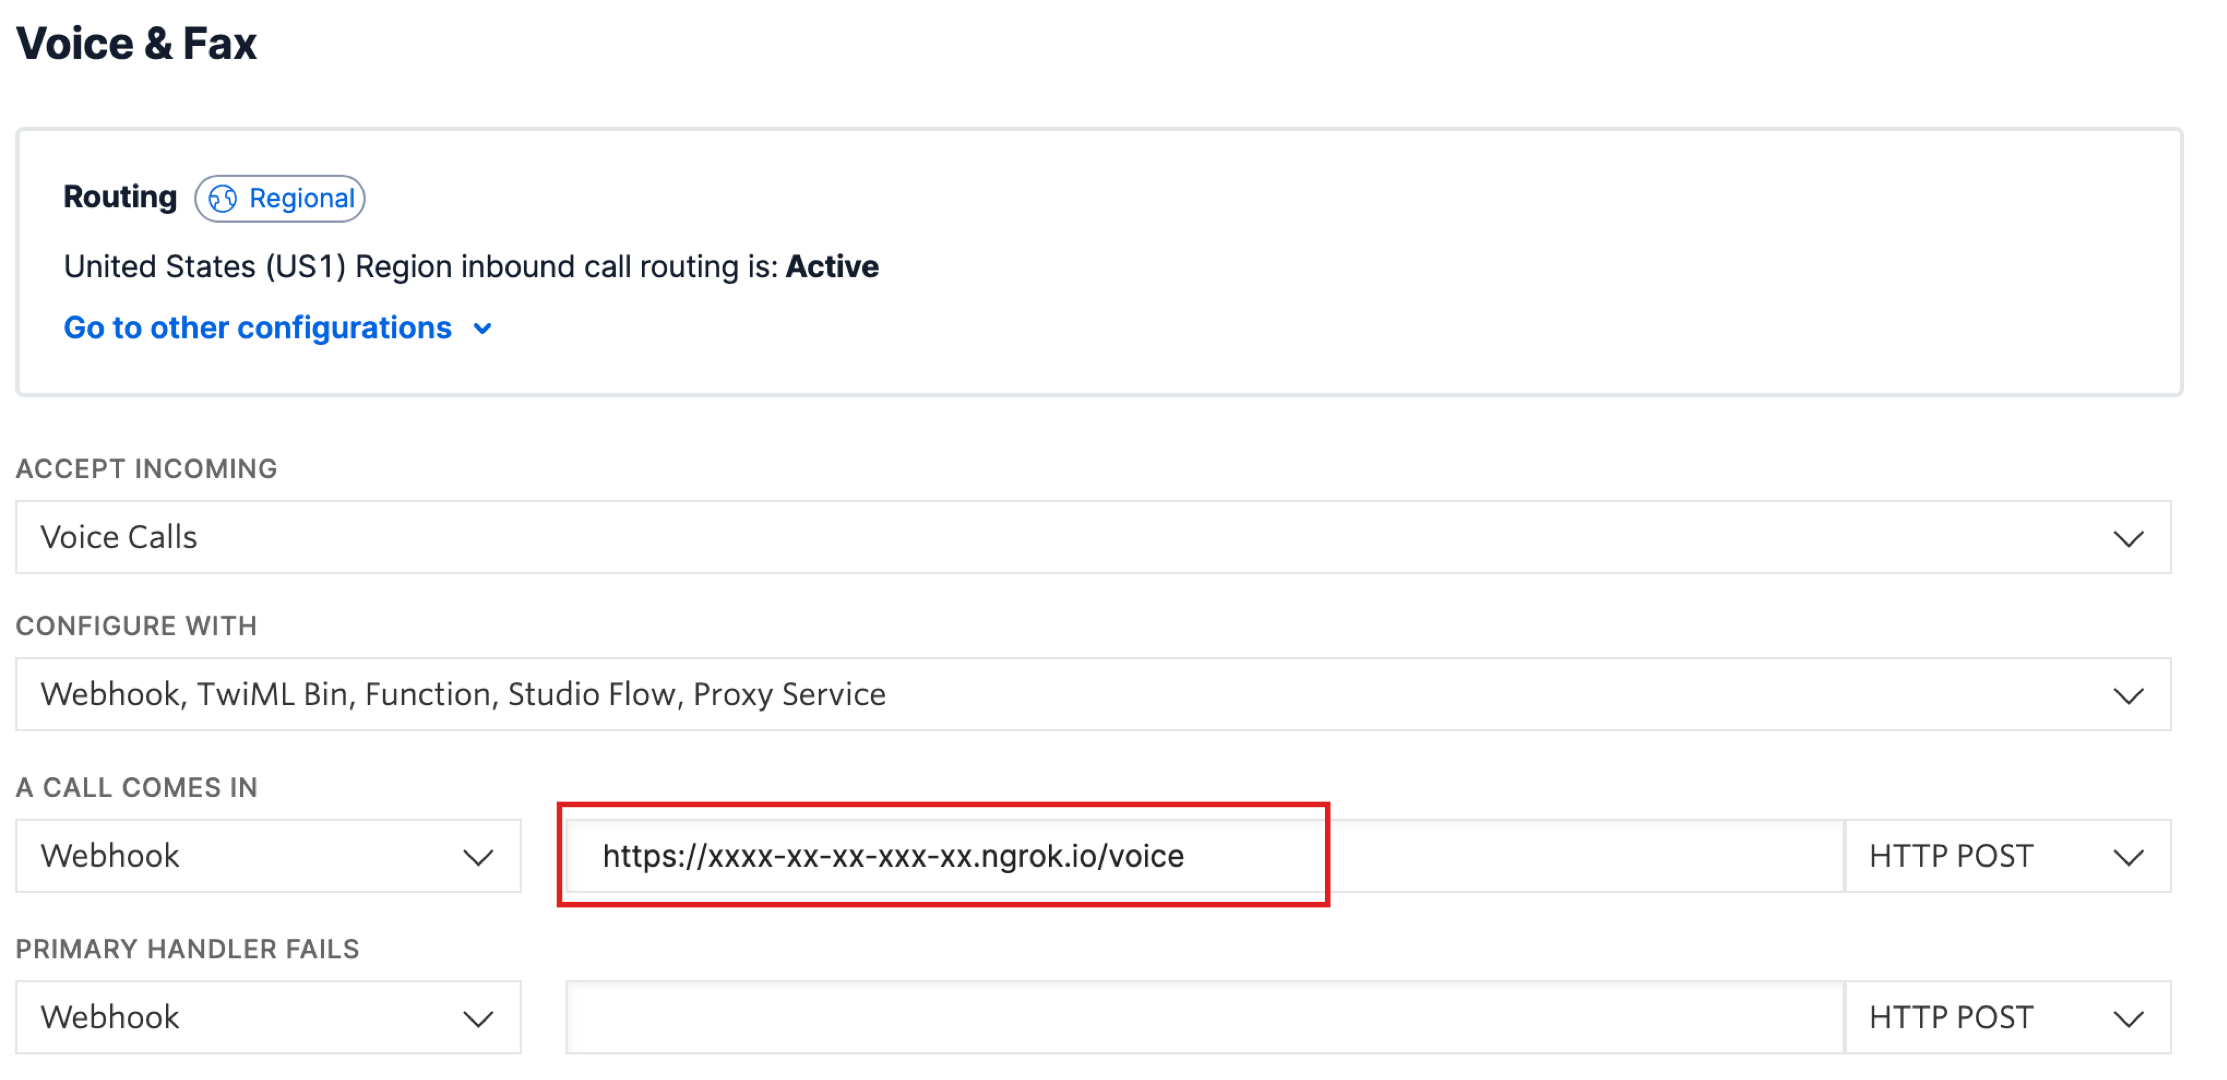 Voice & Fax
Routing Regional
United States (US1) Region inbound call routing is: Active
Go to other configurations
ACCEPT INCOMING
Voice Calls
CONFIGURE WITH
Webhook, TwiML Bin, Function, Studio Flow, Proxy Service
A CALL COMES IN
Webhook https://xxxx-xx-xx-xxx-xx.ngrok.io/voice HTTP POST
PRIMARY HANDLER FAILS
Webhook HTTP POST